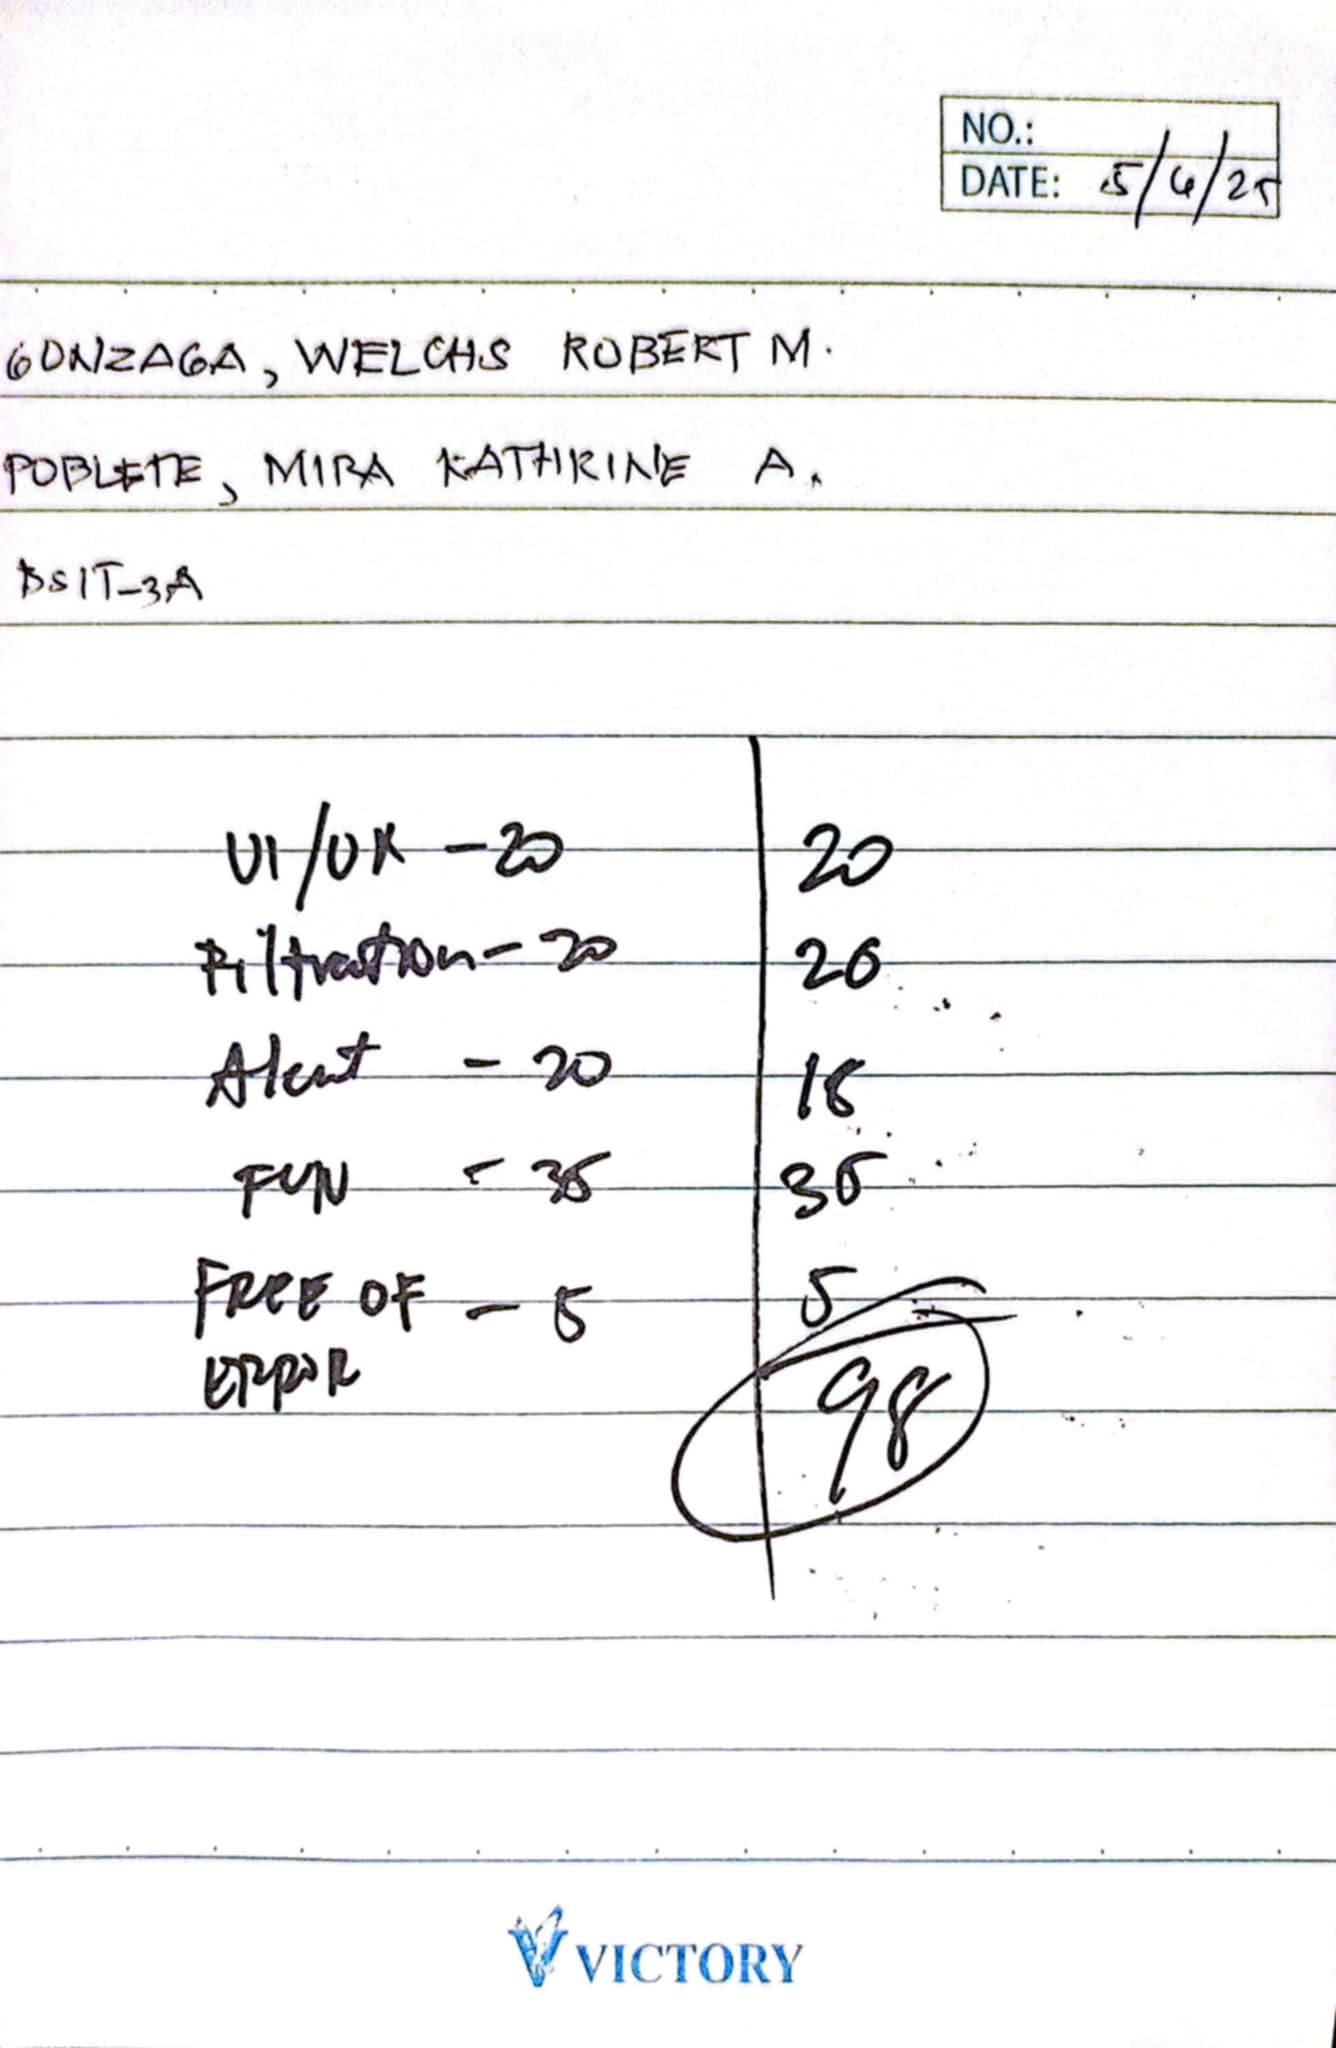 NO.:
DATE: 5/6/25
GONZAGA, WELCHS ROBERT M.
POBLETE, MIRA KATHRINE A.
BSIT-3A
UI/UX - 20 20
Filtration - 20 20
Alert - 20 18
FUN - 35 35
FREE OF - 5 5
ERROR
98
VICTORY